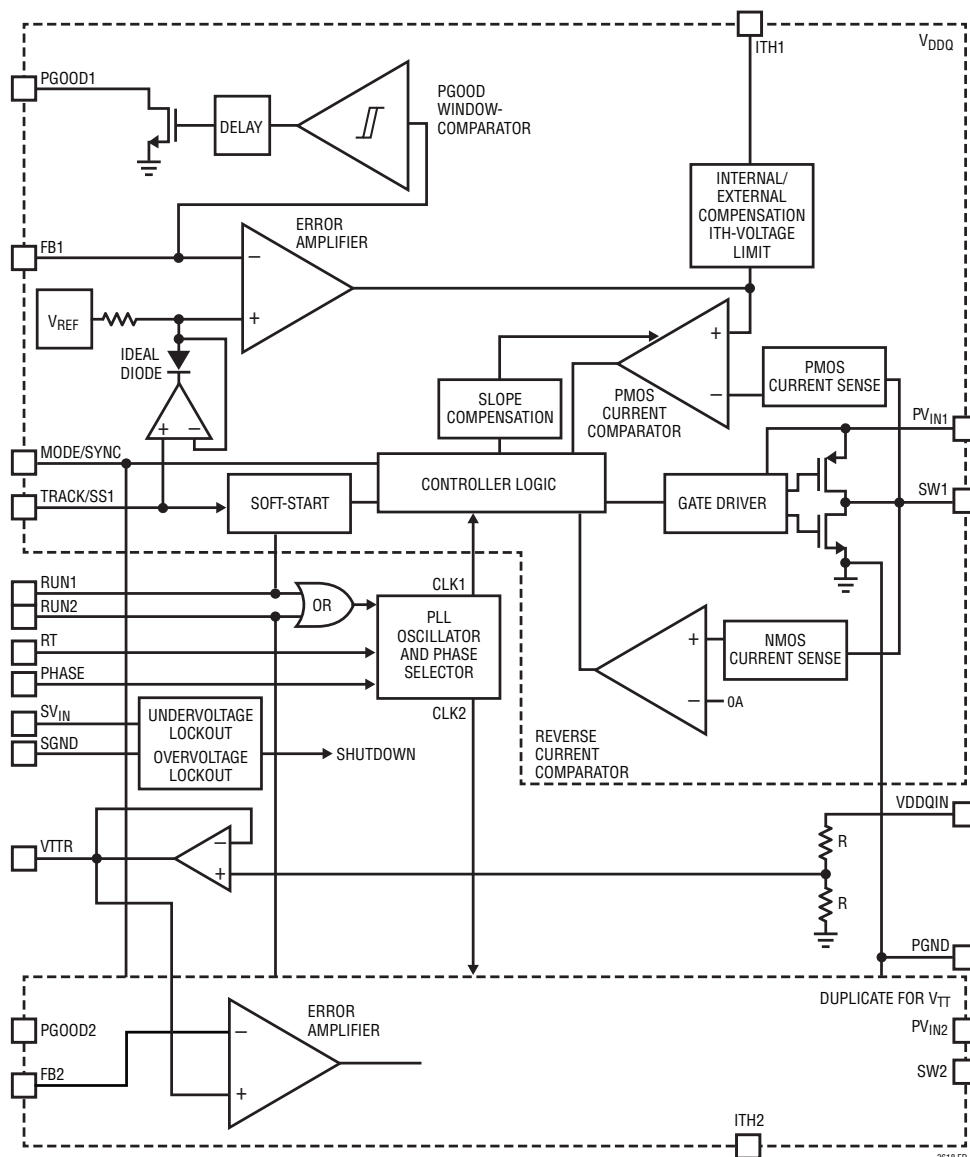 ITH1
VDDQ
PGOOD1
PGOOD
WINDOW-
COMPARATOR
DELAY
INTERNAL/
EXTERNAL
COMPENSATION
ITH-VOLTAGE
LIMIT
ERROR
AMPLIFIER
FB1
−
+
VREF
IDEAL
DIODE
+ −
+
−
SLOPE
COMPENSATION
PMOS
CURRENT
COMPARATOR
PMOS
CURRENT SENSE
PVIN1
MODE/SYNC
TRACK/SS1
SOFT-START
CONTROLLER LOGIC
GATE DRIVER
SW1
RUN1
RUN2
OR
CLK1
RT
PHASE
PLL
OSCILLATOR
AND PHASE
SELECTOR
CLK2
+
−
0A
NMOS
CURRENT SENSE
SVIN
SGND
UNDERVOLTAGE
LOCKOUT
OVERVOLTAGE
LOCKOUT
SHUTDOWN
REVERSE
CURRENT
COMPARATOR
VDDQIN
R
R
VTTR
−
+
PGND
DUPLICATE FOR VTT
PGOOD2
FB2
ERROR
AMPLIFIER
−
+
PVIN2
SW2
ITH2